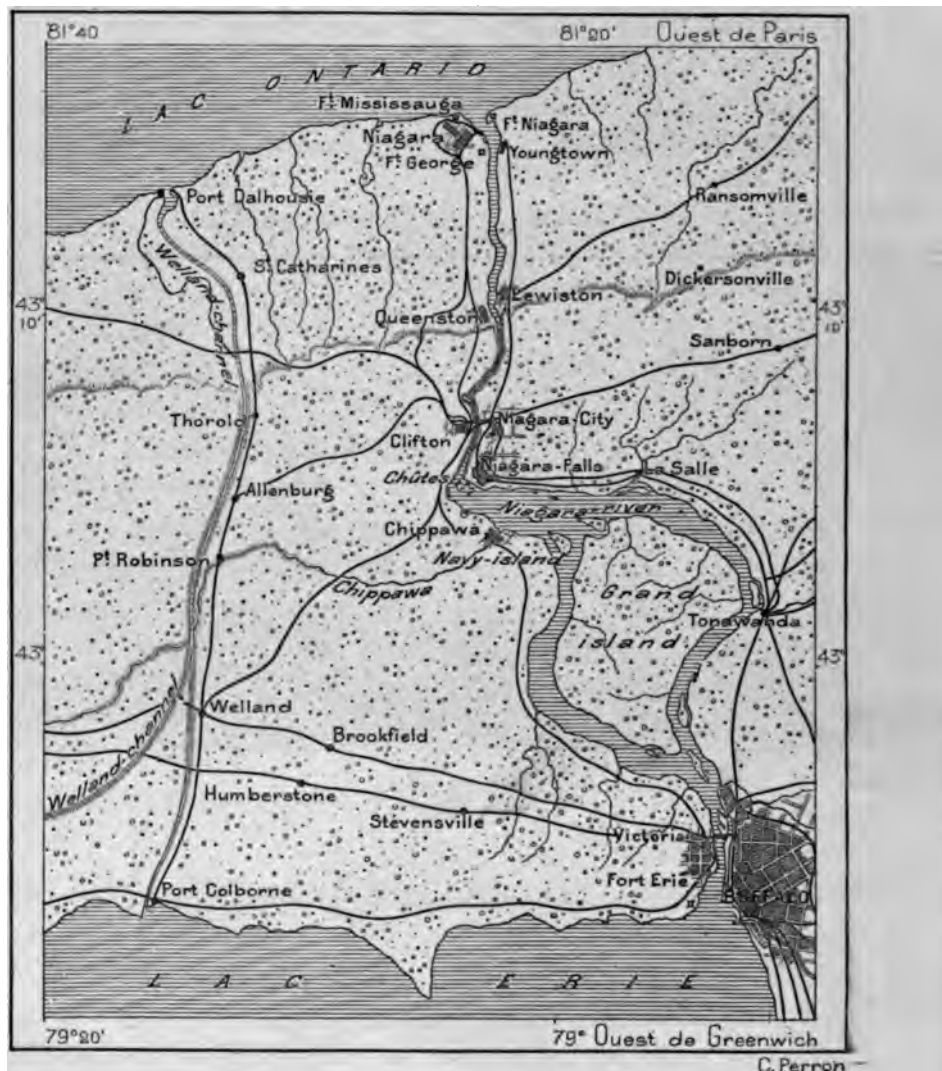 81°40'
81°20' Ouest de Paris
LAC ONTARIO
Ft Mississauga
Niagara
Ft Niagara
Ft George
Youngtown
Port Dalhousie
Ransomville
Welland-channel
St Catharines
Dickersonville
43°
10'
Lewiston
43°
10'
Queenston
Sanborn
Thorold
Clifton
Niagara-City
Chûtes
Niagara-Falls
La Salle
Allenburg
Niagara-river
Chippawa
Pt Robinson
Navy-island
Chippawa
Grand
island
Tonawanda
43°
43°
Welland
Welland-channel
Brookfield
Humberstone
Stevensville
Victoria
Fort Erie
Port Colborne
BUFFALO
LAC ERIE
79°20'
79° Ouest de Greenwich
C. Perron